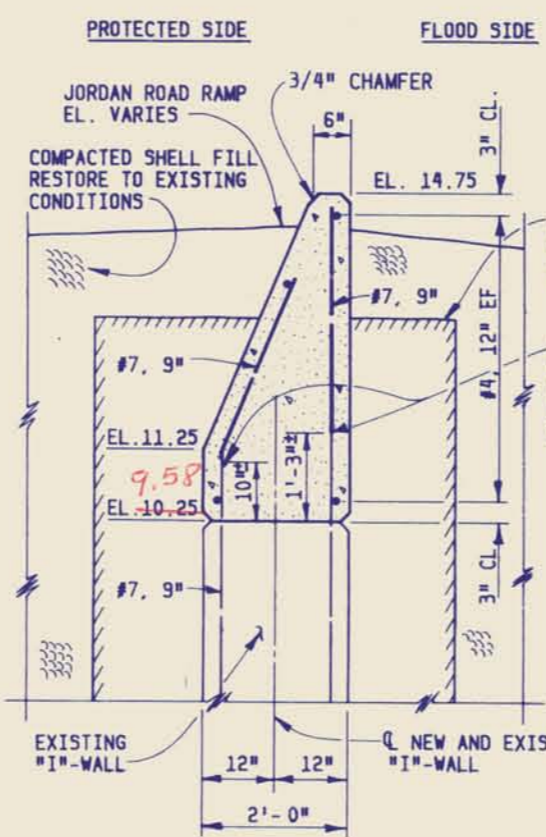 PROTECTED SIDE
FLOOD SIDE
3/4" CHAMFER
JORDAN ROAD RAMP
EL. VARIES
6"
3" CL.
COMPACTED SHELL FILL
RESTORE TO EXISTING
CONDITIONS
EL. 14.75
#7, 9"
#4, 12" EF
#7, 9"
EL.11.25
9.58
EL.10.25
10"±
1'-3"±
3" CL.
#7, 9"
EXISTING
"I"-WALL
℄ NEW AND EXIS
"I"-WALL
12"
12"
2'-0"